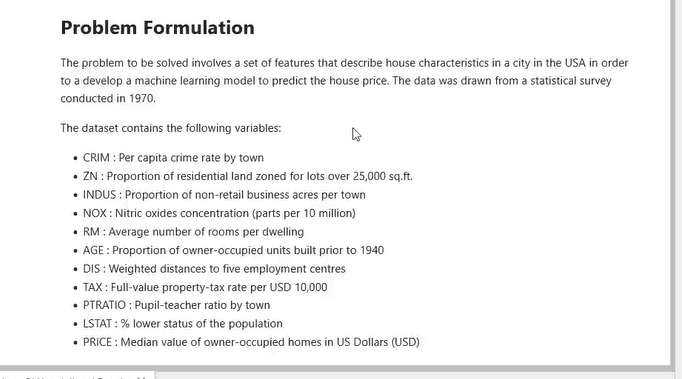 Problem Formulation
The problem to be solved involves a set of features that describe house characteristics in a city in the USA in order
to a develop a machine learning model to predict the house price. The data was drawn from a statistical survey
conducted in 1970.
The dataset contains the following variables:
• CRIM : Per capita crime rate by town
• ZN : Proportion of residential land zoned for lots over 25,000 sq.ft.
• INDUS : Proportion of non-retail business acres per town
• NOX : Nitric oxides concentration (parts per 10 million)
• RM : Average number of rooms per dwelling
• AGE : Proportion of owner-occupied units built prior to 1940
• DIS : Weighted distances to five employment centres
• TAX : Full-value property-tax rate per USD 10,000
• PTRATIO : Pupil-teacher ratio by town
• LSTAT : % lower status of the population
• PRICE : Median value of owner-occupied homes in US Dollars (USD)